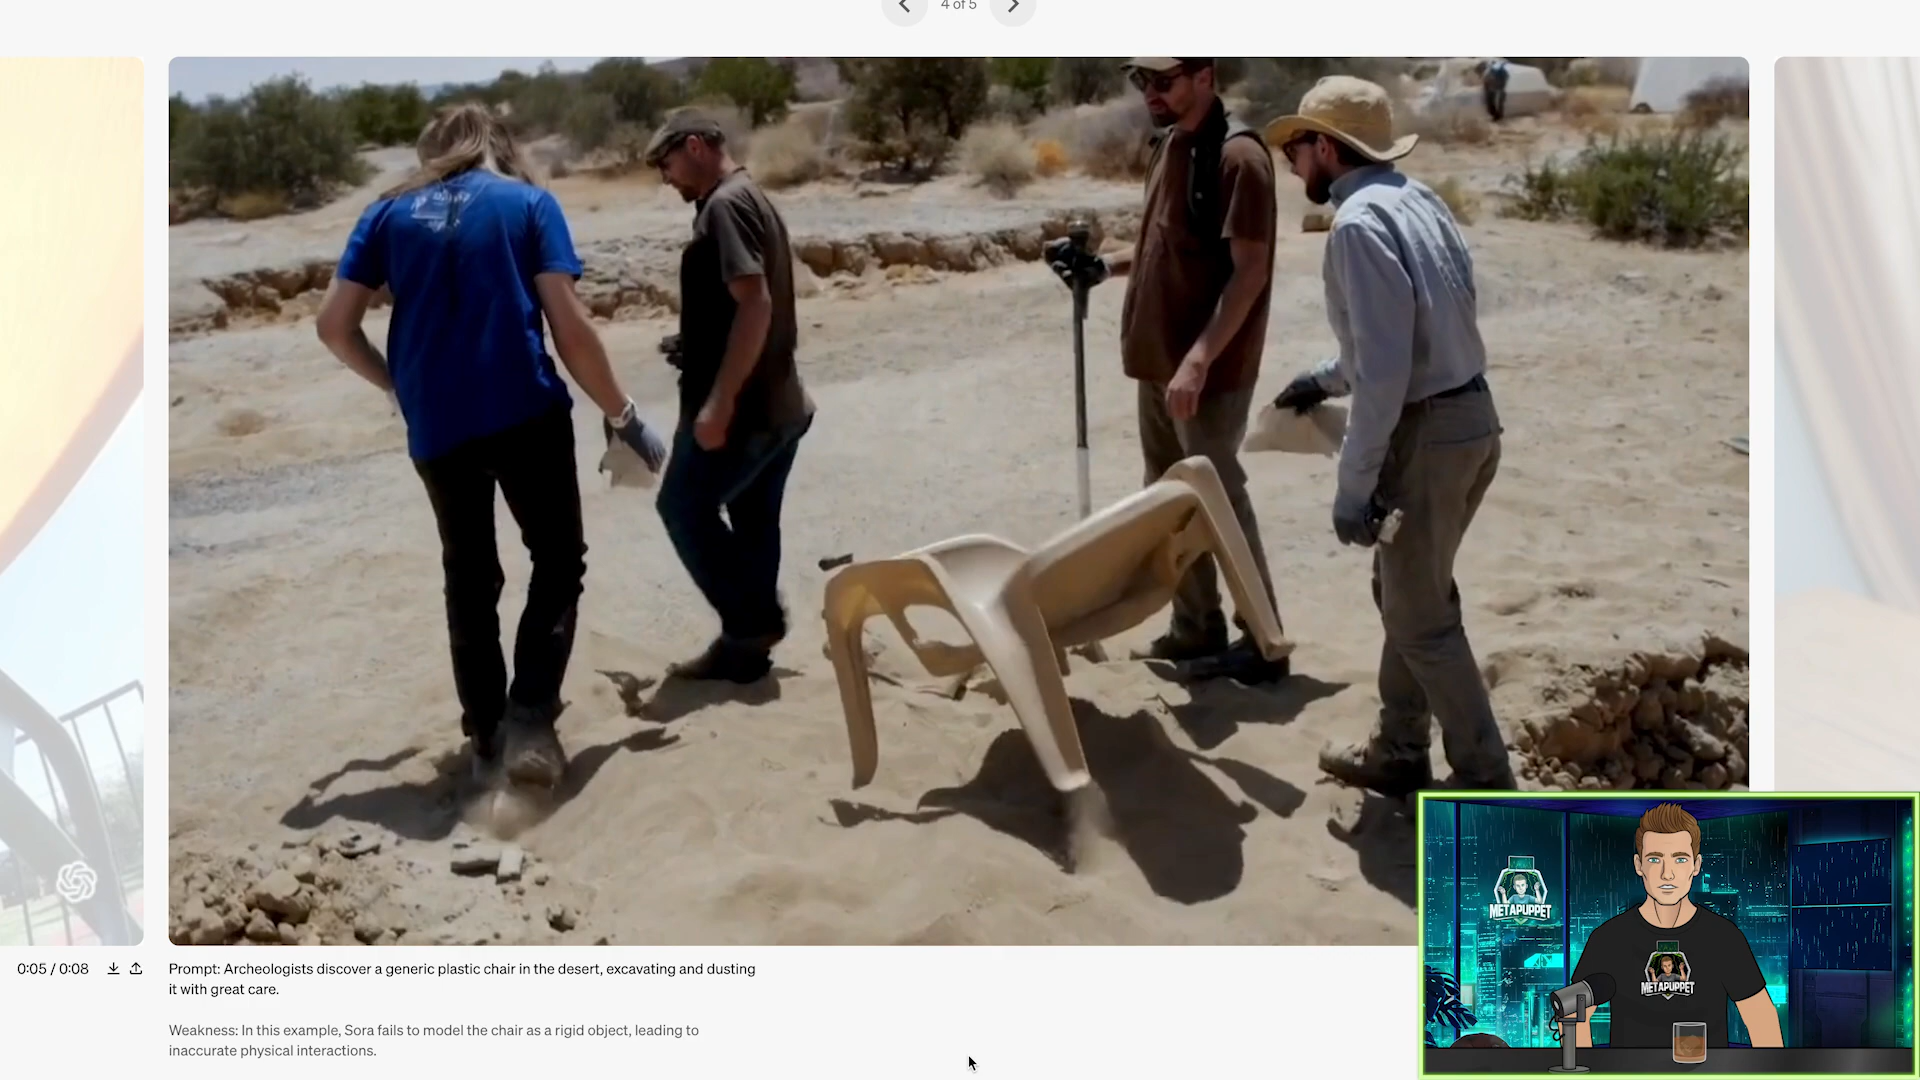 4 of 5
0:05 / 0:08
Prompt: Archeologists discover a generic plastic chair in the desert, excavating and dusting
it with great care.
Weakness: In this example, Sora fails to model the chair as a rigid object, leading to
inaccurate physical interactions.
METAPUPPET
METAPUPPET